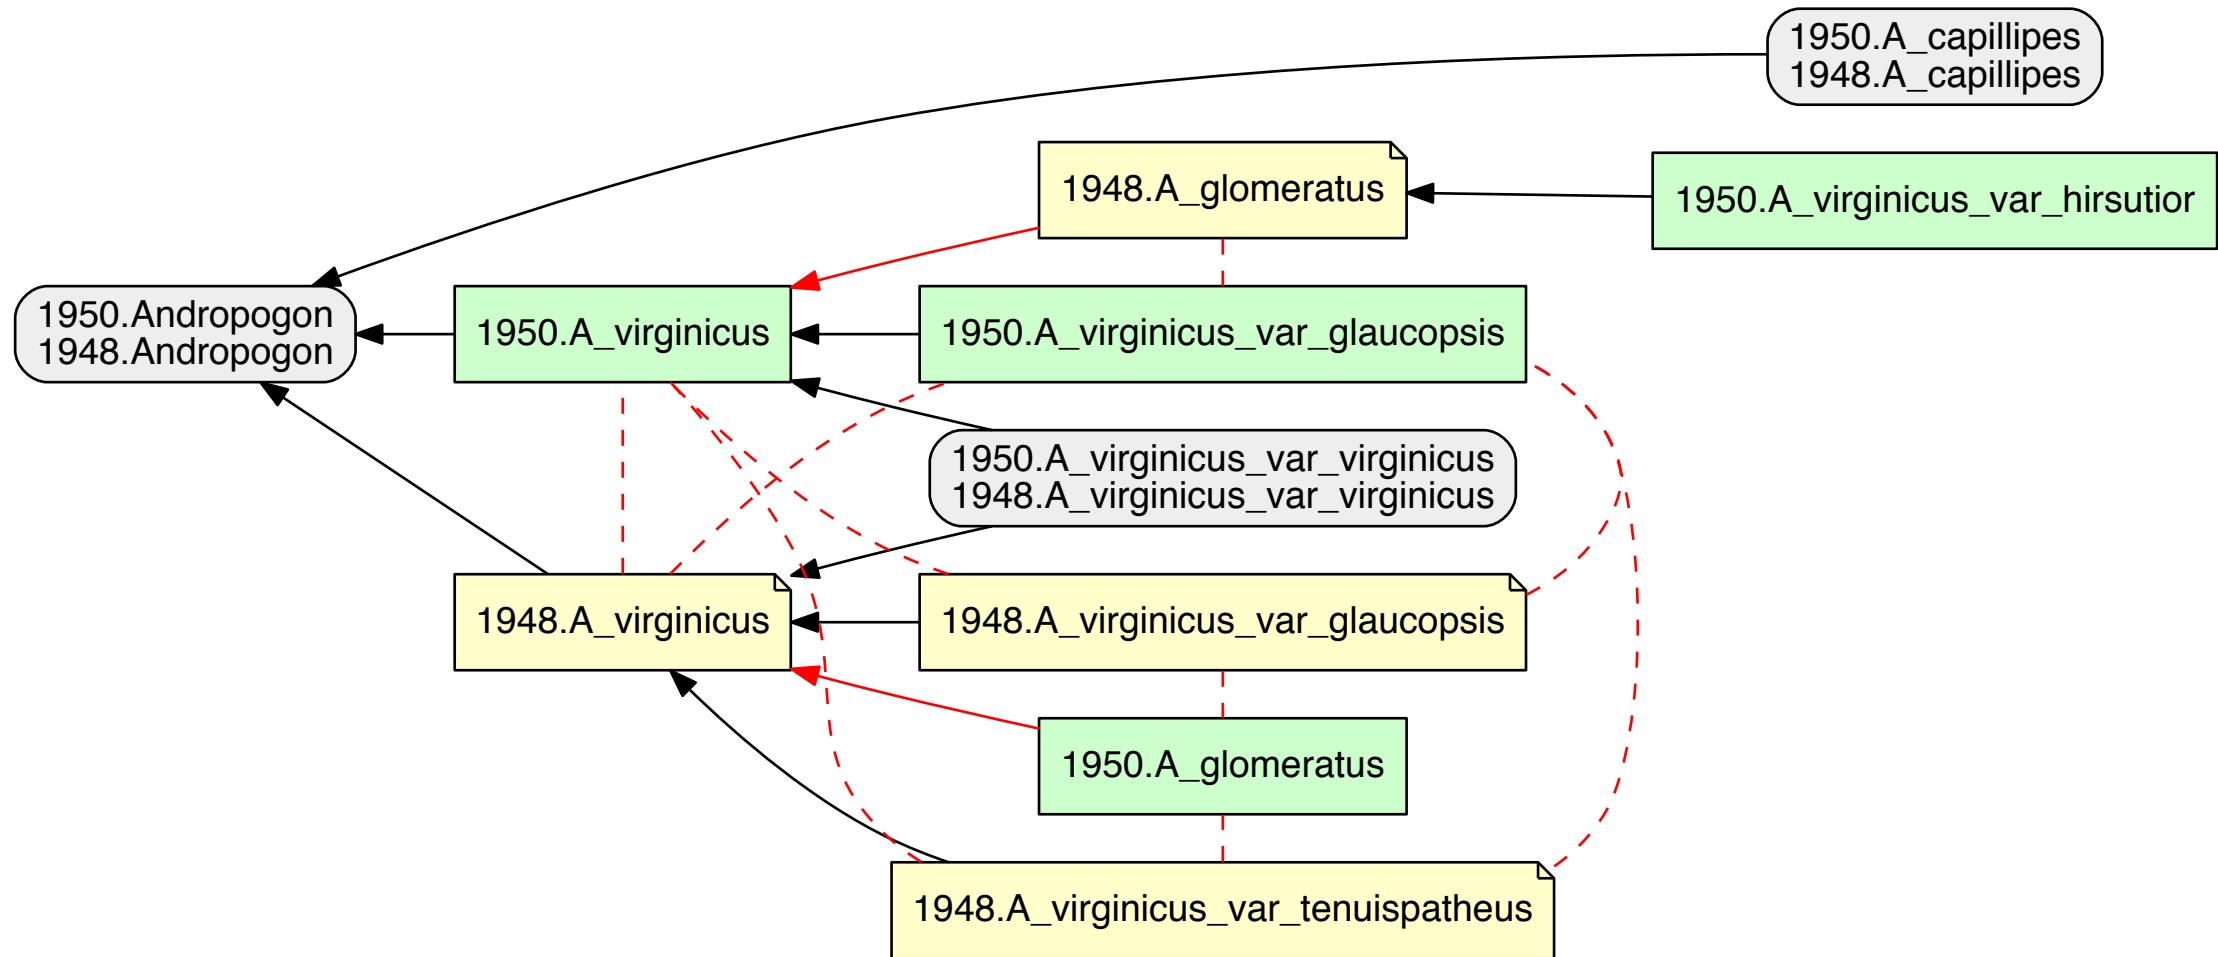 1950.A_capillipes
1948.A_capillipes
1948.A_glomeratus
1950.A_virginicus_var_hirsutior
1950.Andropogon
1948.Andropogon
1950.A_virginicus
1950.A_virginicus_var_glaucopsis
1950.A_virginicus_var_virginicus
1948.A_virginicus_var_virginicus
1948.A_virginicus
1948.A_virginicus_var_glaucopsis
1950.A_glomeratus
1948.A_virginicus_var_tenuispatheus